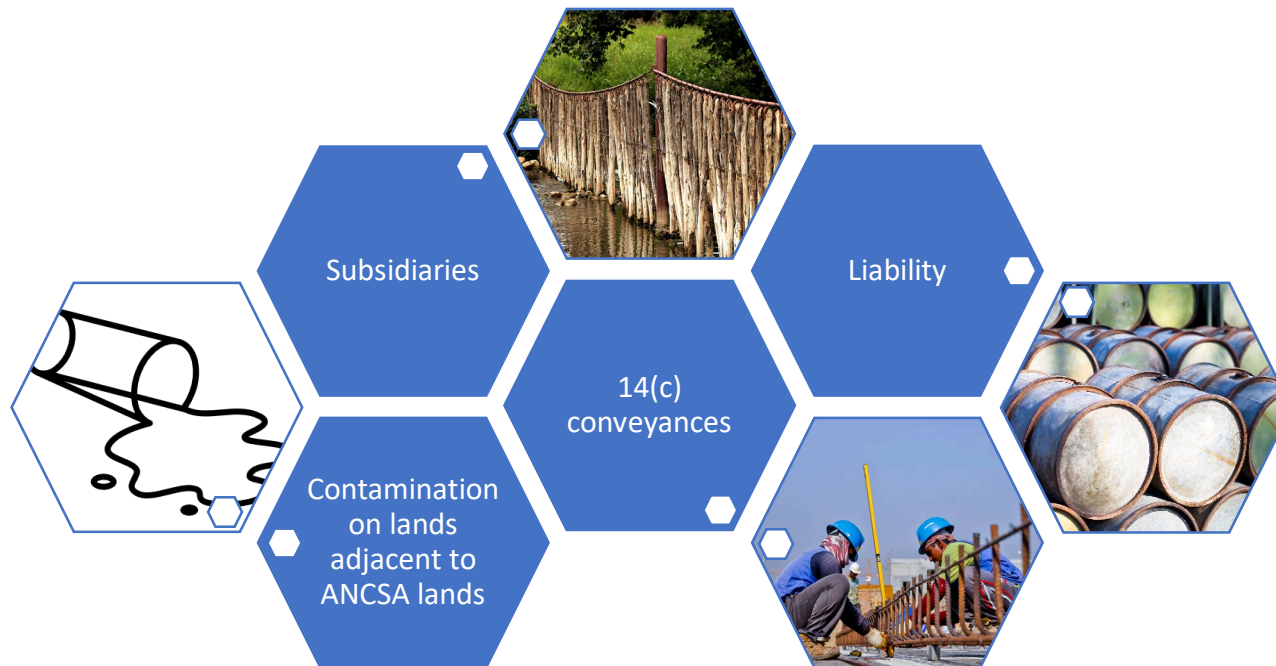 Subsidiaries
Liability
14(c)
conveyances
Contamination
on lands
adjacent to
ANCSA lands